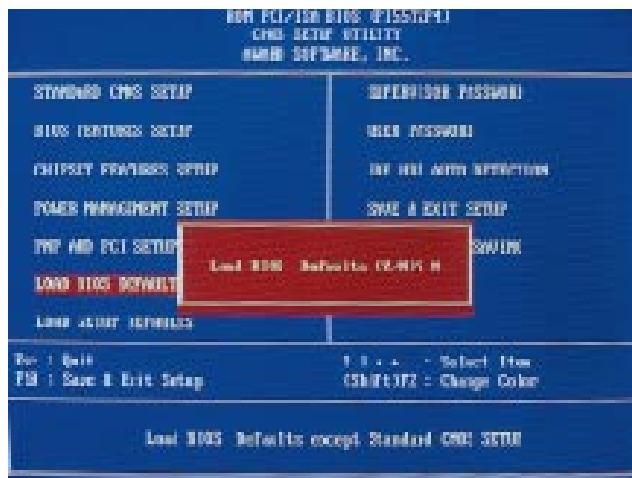 ROM PCI/ISA BIOS (P155T2P4)
CMOS SETUP UTILITY
AWARD SOFTWARE, INC.
STANDARD CMOS SETUP
BIOS FEATURES SETUP
CHIPSET FEATURES SETUP
POWER MANAGEMENT SETUP
PNP AND PCI SETUP
LOAD BIOS DEFAULT
LOAD SETUP DEFAULTS
SUPERVISOR PASSWORD
USER PASSWORD
IDE HDD AUTO DETECTION
SAVE & EXIT SETUP
SAVING
Load BIOS Defaults (Y/N)? N
Esc : Quit
F10 : Save & Exit Setup
: Select Item
(Shift)F2 : Change Color
Load BIOS Defaults except Standard CMOS SETUP